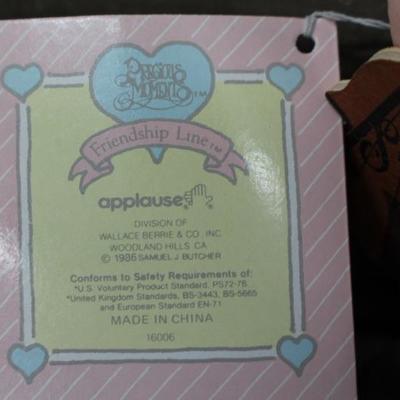 PRECIOUS
MOMENTS TM
Friendship Line TM
applause
DIVISION OF
WALLACE BERRIE & CO. INC.
WOODLAND HILLS, CA
© 1986 SAMUEL J. BUTCHER
Conforms to Safety Requirements of:
*U.S. Voluntary Product Standard, PS72-76.
*United Kingdom Standards, BS-3443, BS-5665
and European Standard EN-71
MADE IN CHINA
16006